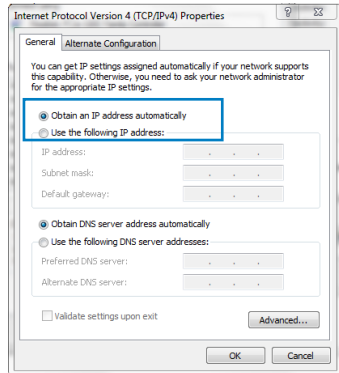 Internet Protocol Version 4 (TCP/IPv4) Properties
General Alternate Configuration
You can get IP settings assigned automatically if your network supports
this capability. Otherwise, you need to ask your network administrator
for the appropriate IP settings.
Obtain an IP address automatically
Use the following IP address:
IP address:
Subnet mask:
Default gateway:
Obtain DNS server address automatically
Use the following DNS server addresses:
Preferred DNS server:
Alternate DNS server:
Validate settings upon exit
Advanced...
OK Cancel